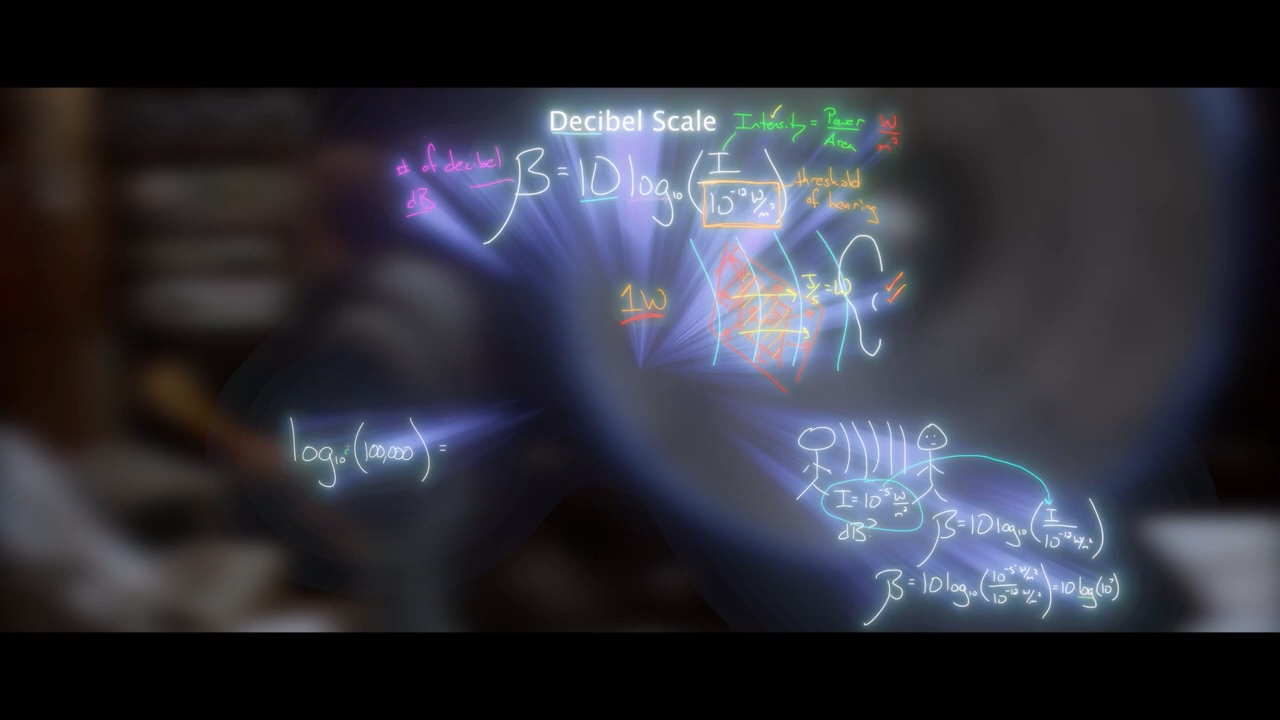 Decibel Scale
Intensity = Power/Area W/m²
# of decibel
dB
β = 10 log₁₀ (I / 10⁻¹² W/m²)
threshold
of hearing
1W
J/s = W
log₁₀ (100,000) =
I = 10⁻⁵ W/m²
dB?
β = 10 log₁₀ (I / 10⁻¹² W/m²)
β = 10 log₁₀ (10⁻⁵ W/m² / 10⁻¹² W/m²) = 10 log (10⁷)